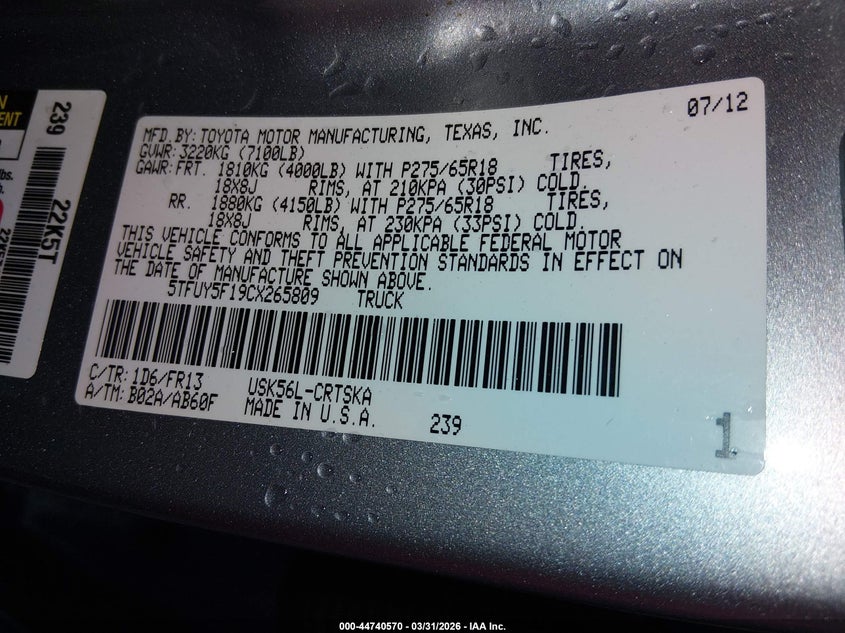 07/12
MFD.BY:TOYOTA MOTOR MANUFACTURING, TEXAS, INC.
GVWR:3220KG (7100LB)
GAWR:FRT. 1810KG (4000LB) WITH P275/65R18 TIRES,
18X8J RIMS, AT 210KPA (30PSI) COLD.
RR. 1880KG (4150LB) WITH P275/65R18 TIRES,
18X8J RIMS, AT 230KPA (33PSI) COLD.
THIS VEHICLE CONFORMS TO ALL APPLICABLE FEDERAL MOTOR
VEHICLE SAFETY AND THEFT PREVENTION STANDARDS IN EFFECT ON
THE DATE OF MANUFACTURE SHOWN ABOVE.
5TFUY5F19CX265809 TRUCK
C/TR:1D6/FR13 USK56L-CRTSKA
A/TM:B02A/AB60F MADE IN U.S.A. 239
1
239
22K5T
lbs.
000-44740570 - 03/31/2026 - IAA Inc.